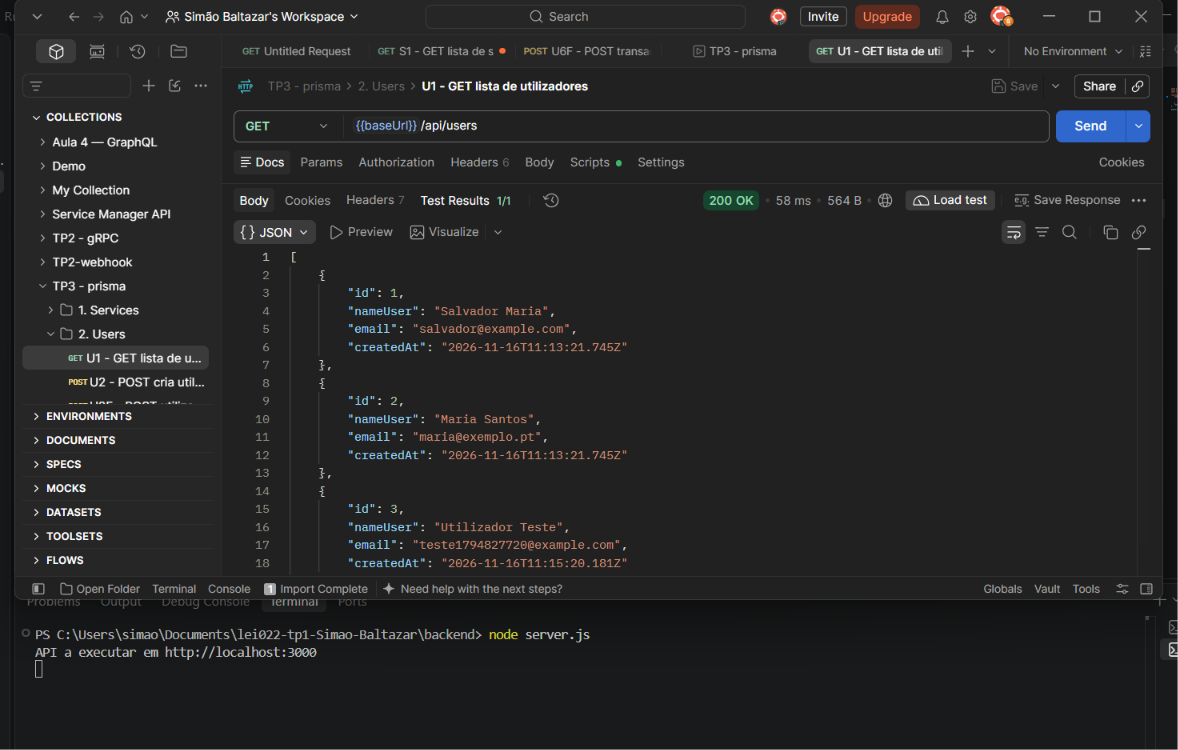 Simão Baltazar's Workspace
Search
Invite
Upgrade
GET Untitled Request
GET S1 - GET lista de s
POST U6F - POST transa
TP3 - prisma
GET U1 - GET lista de uti
No Environment
HTTP TP3 - prisma > 2. Users > U1 - GET lista de utilizadores
Save
Share
COLLECTIONS
Aula 4 — GraphQL
Demo
My Collection
Service Manager API
TP2 - gRPC
TP2-webhook
TP3 - prisma
1. Services
2. Users
GET U1 - GET lista de u...
POST U2 - POST cria util...
ENVIRONMENTS
DOCUMENTS
SPECS
MOCKS
DATASETS
TOOLSETS
FLOWS
GET
{{baseUrl}} /api/users
Send
Docs Params Authorization Headers 6 Body Scripts Settings
Cookies
Body Cookies Headers 7 Test Results 1/1
200 OK • 58 ms • 564 B
Load test
e.g. Save Response
{} JSON Preview Visualize
1 [
2 {
3 "id": 1,
4 "nameUser": "Salvador Maria",
5 "email": "salvador@example.com",
6 "createdAt": "2026-11-16T11:13:21.745Z"
7 },
8 {
9 "id": 2,
10 "nameUser": "Maria Santos",
11 "email": "maria@exemplo.pt",
12 "createdAt": "2026-11-16T11:13:21.745Z"
13 },
14 {
15 "id": 3,
16 "nameUser": "Utilizador Teste",
17 "email": "teste1794827720@example.com",
18 "createdAt": "2026-11-16T11:15:20.181Z"
Open Folder Terminal Console 1 Import Complete Need help with the next steps?
Globals Vault Tools
Problems Output Debug Console Terminal Ports
PS C:\Users\simao\Documents\lei022-tp1-Simao-Baltazar\backend> node server.js
API a executar em http://localhost:3000